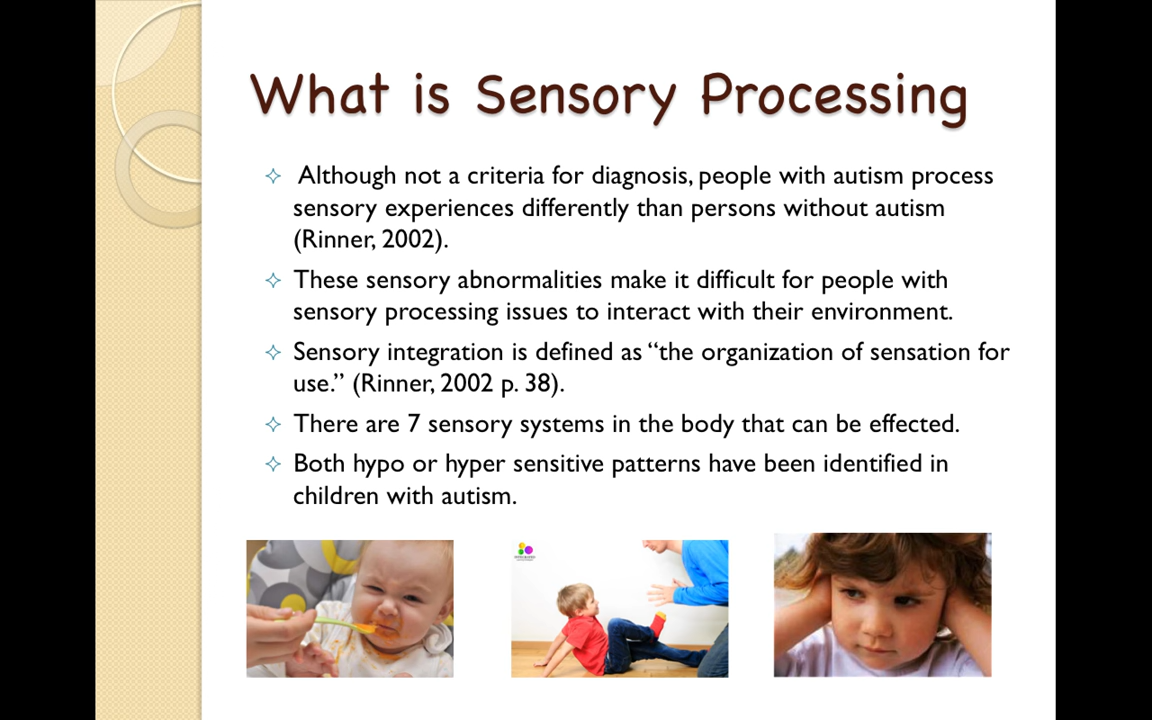 What is Sensory Processing
Although not a criteria for diagnosis, people with autism process
sensory experiences differently than persons without autism
(Rinner, 2002).
These sensory abnormalities make it difficult for people with
sensory processing issues to interact with their environment.
Sensory integration is defined as “the organization of sensation for
use.” (Rinner, 2002 p. 38).
There are 7 sensory systems in the body that can be effected.
Both hypo or hyper sensitive patterns have been identified in
children with autism.